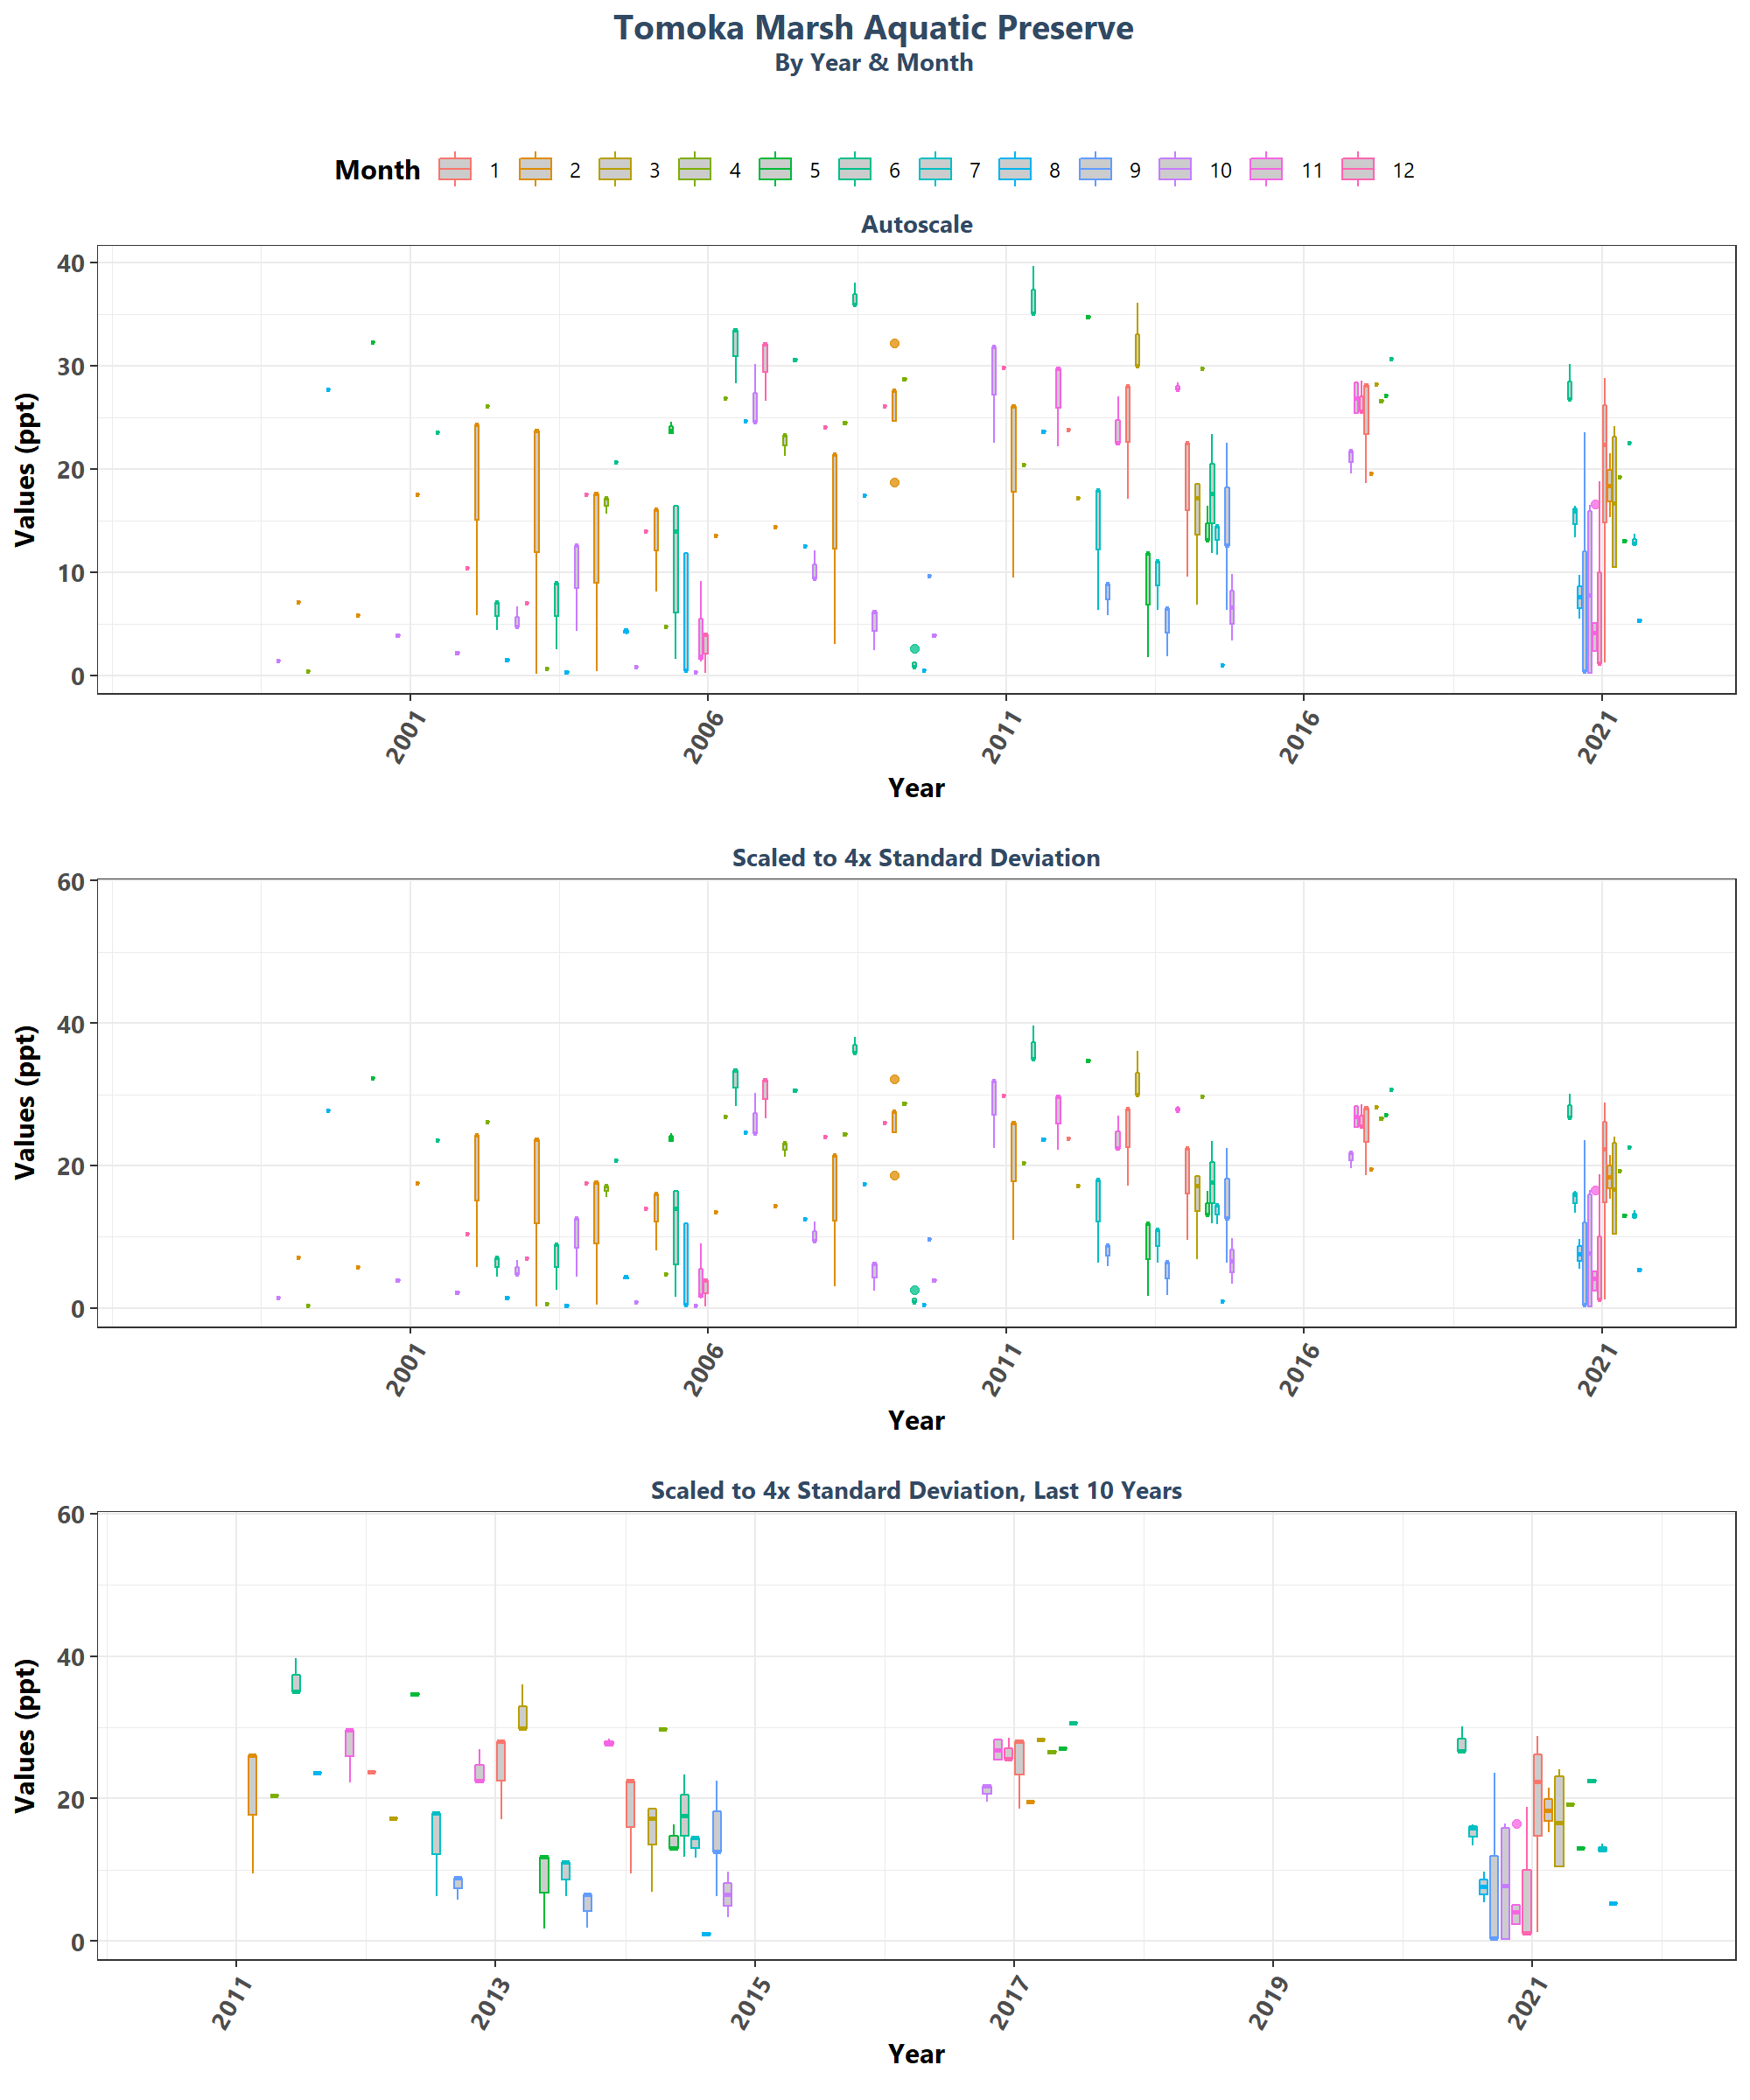 Tomoka Marsh Aquatic Preserve
By Year & Month
Month 1 2 3 4 5 6 7 8 9 10 11 12
Autoscale
40
30
20
10
0
Values (ppt)
2001 2006 2011 2016 2021
Year
Scaled to 4x Standard Deviation
60
40
20
0
Values (ppt)
2001 2006 2011 2016 2021
Year
Scaled to 4x Standard Deviation, Last 10 Years
60
40
20
0
Values (ppt)
2011 2013 2015 2017 2019 2021
Year